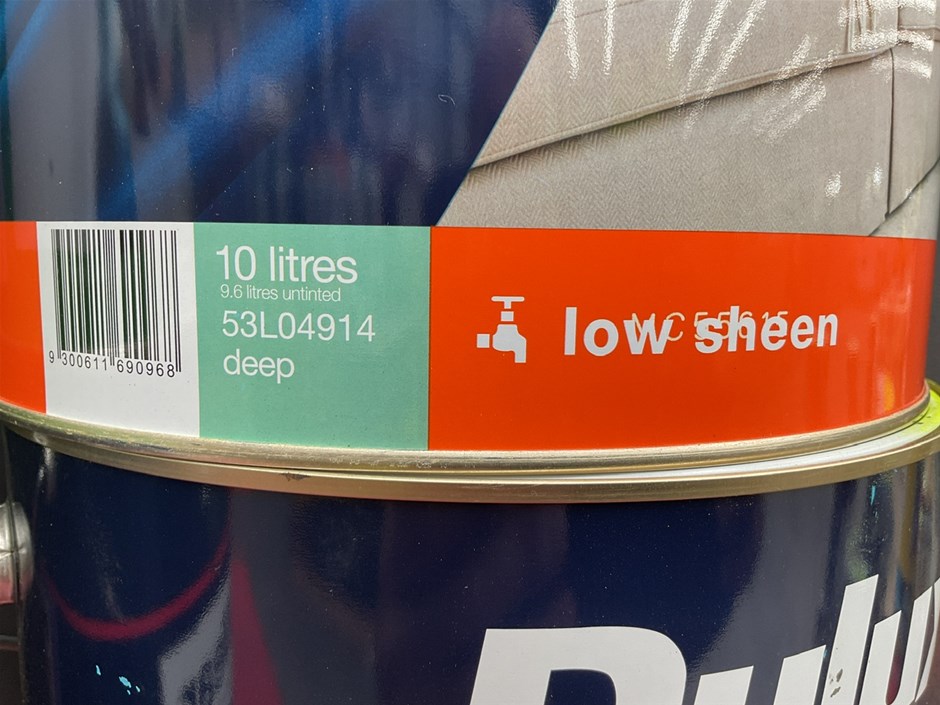 10 litres
9.6 litres untinted
53L04914
deep
9 300611 690968
low sheen